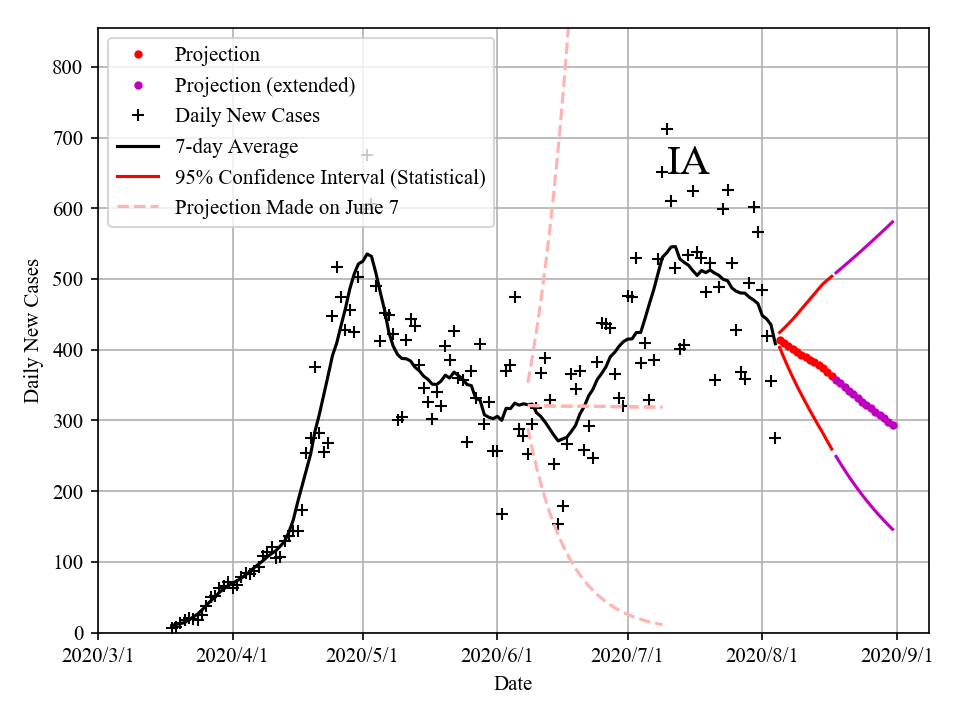 800
700
600
500
400
300
200
100
0
Daily New Cases
Projection
Projection (extended)
Daily New Cases
7-day Average
95% Confidence Interval (Statistical)
Projection Made on June 7
IA
2020/3/1 2020/4/1 2020/5/1 2020/6/1 2020/7/1 2020/8/1 2020/9/1
Date